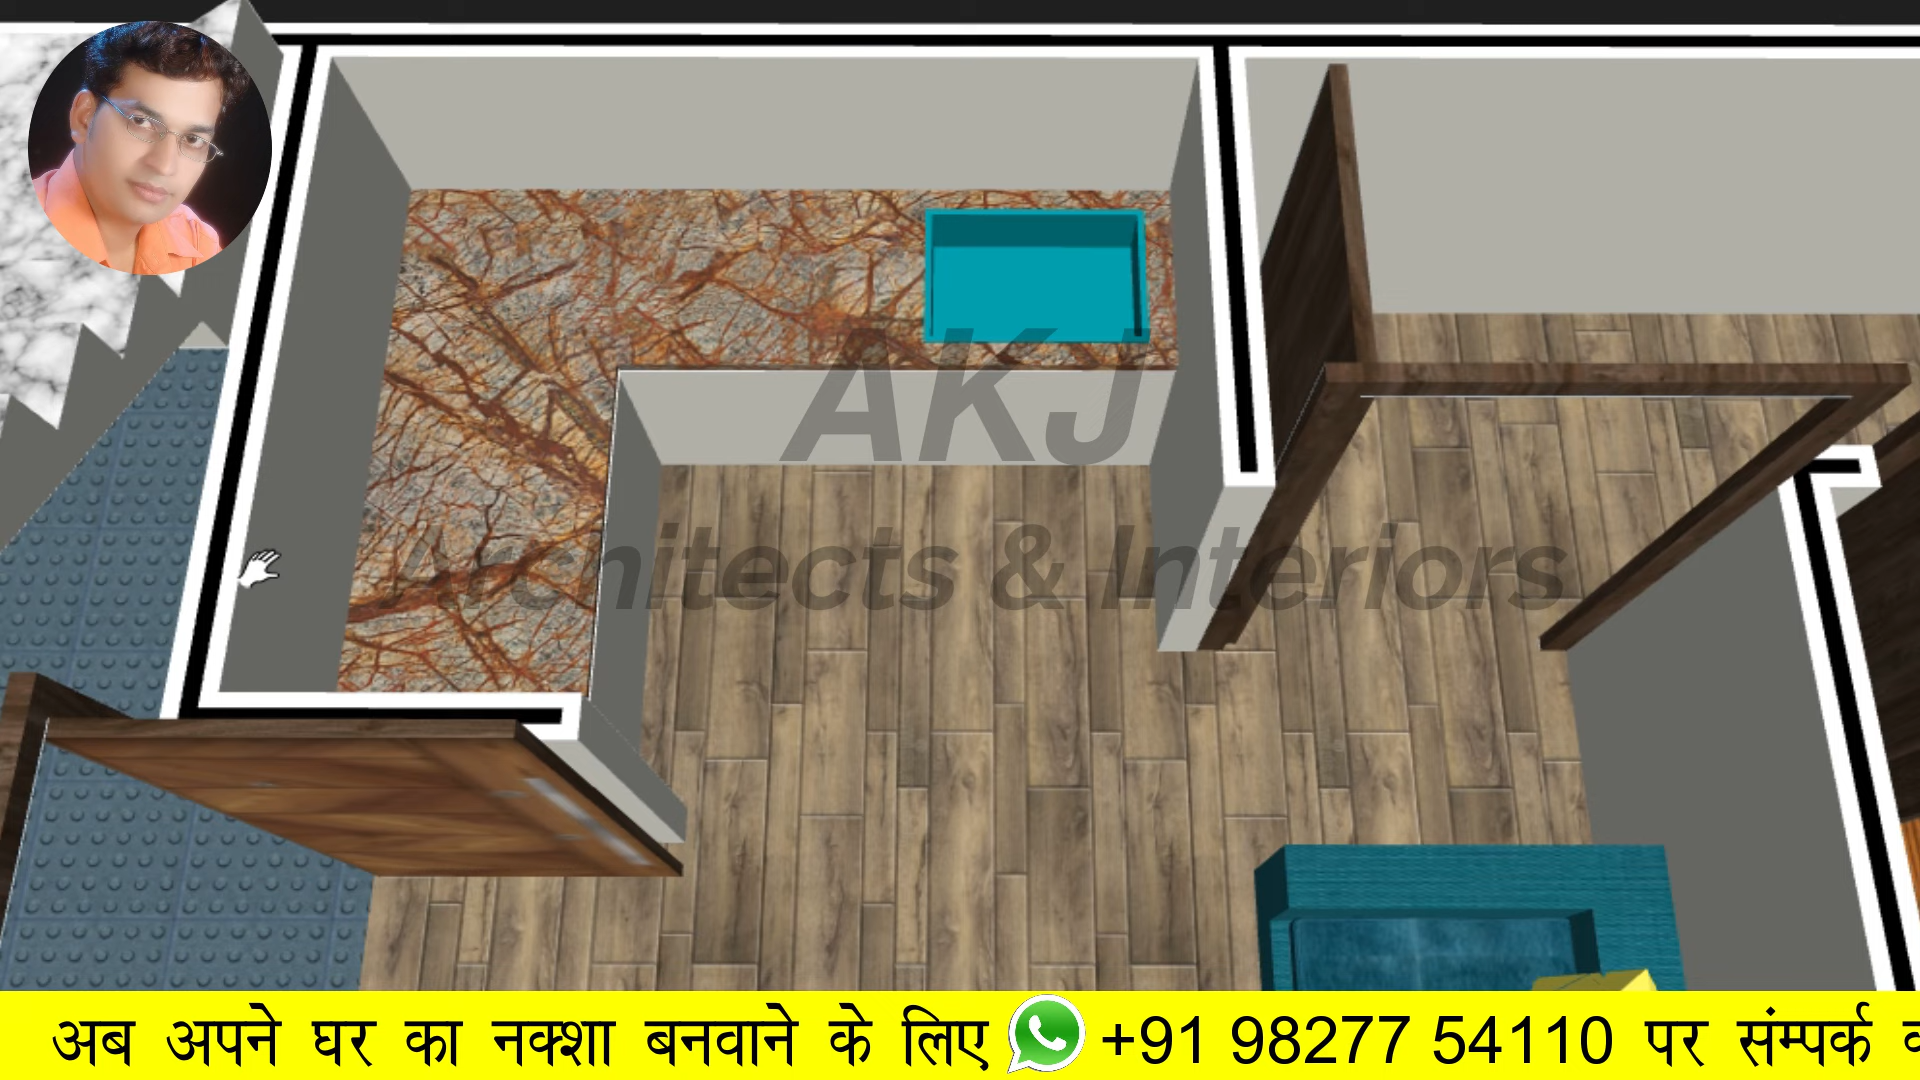 AKJ
Architects & Interiors
अब अपने घर का नक्शा बनवाने के लिए +91 98277 54110 पर संम्पर्क